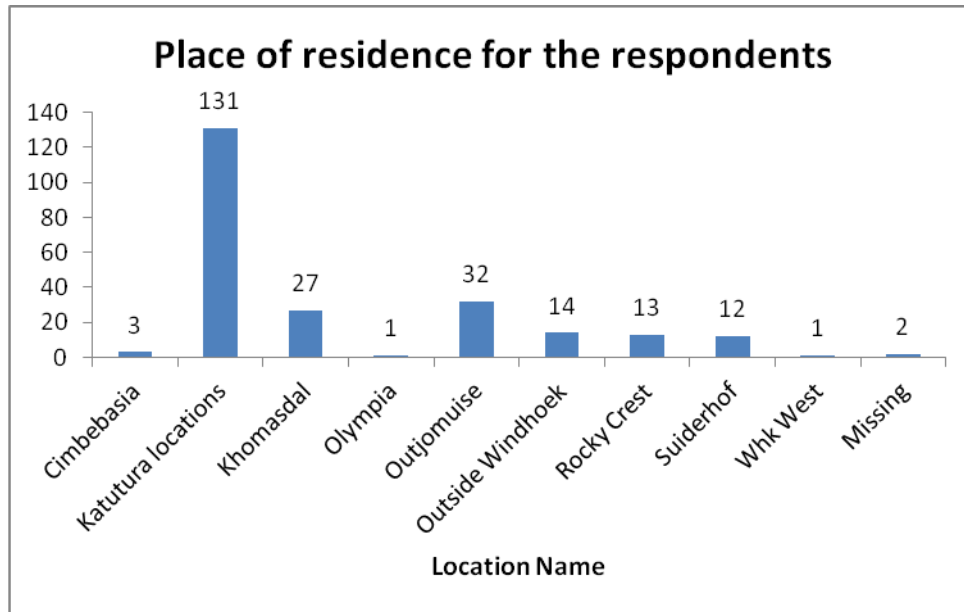 Place of residence for the respondents
140
120
100
80
60
40
20
0
3
131
27
1
32
14
13
12
1
2
Cimbebasia
Katutura locations
Khomasdal
Olympia
Outjomuise
Outside Windhoek
Rocky Crest
Suiderhof
Whk West
Missing
Location Name